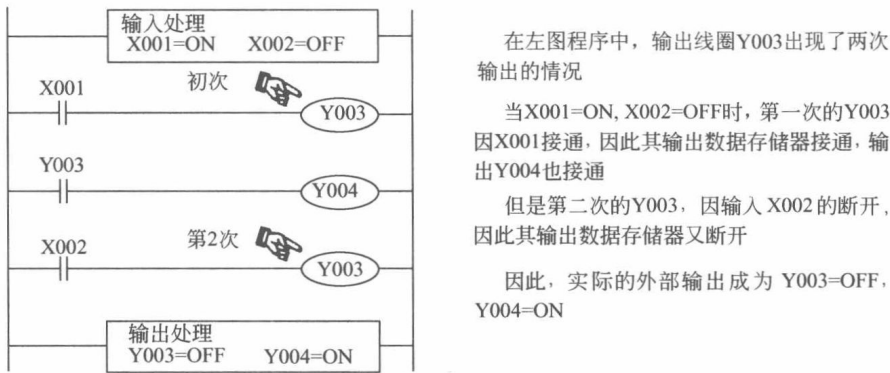 输入处理
X001=ON X002=OFF
初次
X001
Y003
Y003
Y004
第2次
X002
Y003
输出处理
Y003=OFF Y004=ON
在左图程序中，输出线圈Y003出现了两次
输出的情况
当X001=ON, X002=OFF时，第一次的Y003
因X001接通，因此其输出数据存储器接通，输
出Y004也接通
但是第二次的Y003，因输入X002的断开，
因此其输出数据存储器又断开
因此，实际的外部输出成为 Y003=OFF，
Y004=ON